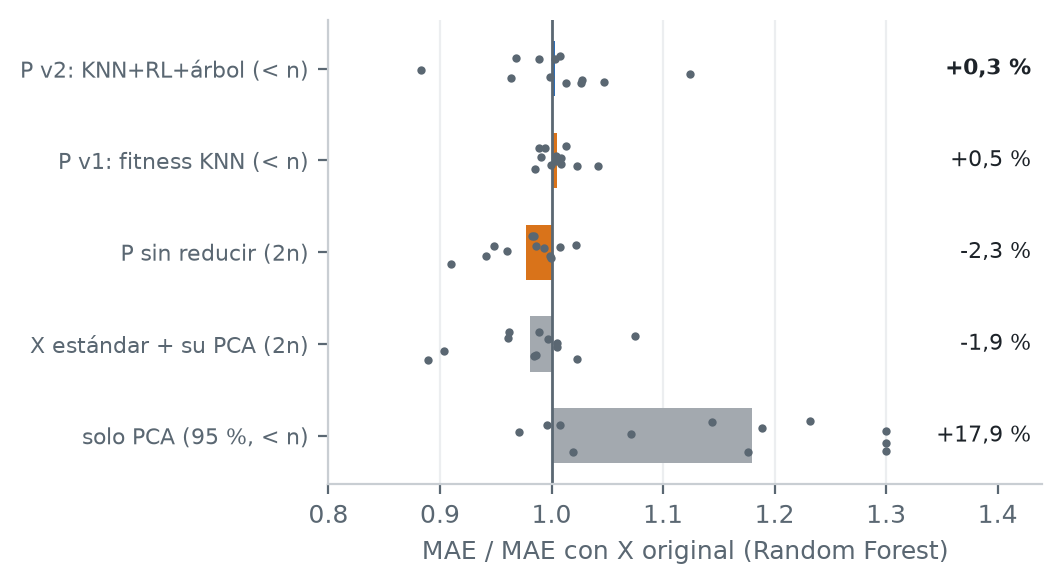 P v2: KNN+RL+árbol (< n)
+0,3 %
P v1: fitness KNN (< n)
+0,5 %
P sin reducir (2n)
-2,3 %
X estándar + su PCA (2n)
-1,9 %
solo PCA (95 %, < n)
+17,9 %
0.8 0.9 1.0 1.1 1.2 1.3 1.4
MAE / MAE con X original (Random Forest)